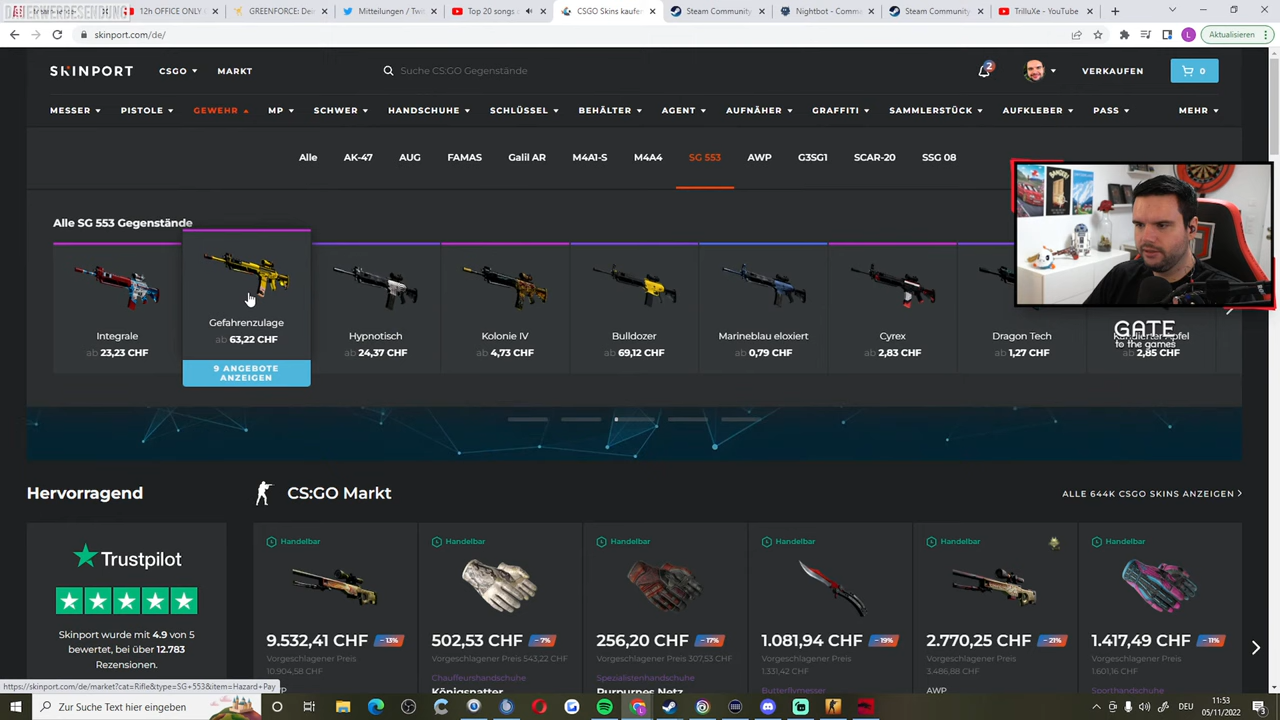 DAUERWERBESENDUNG
12h OFFICE COU
GREENFORCE: De
Mitteilungen / Twi
Top 20 songs
CSGO Skins kaufer
Steam Community
Nightbot - Comma
Steam Community
TrilluXe - YouTube
skinport.com/de/
L
Aktualisieren
SKINPORT
CSGO
MARKT
Suche CS:GO Gegenstände
2
VERKAUFEN
0
MESSER
PISTOLE
GEWEHR
MP
SCHWER
HANDSCHUHE
SCHLÜSSEL
BEHÄLTER
AGENT
AUFNÄHER
GRAFFITI
SAMMLERSTÜCK
AUFKLEBER
PASS
MEHR
Alle
AK-47
AUG
FAMAS
Galil AR
M4A1-S
M4A4
SG 553
AWP
G3SG1
SCAR-20
SSG 08
Alle SG 553 Gegenstände
Integrale
ab 23,23 CHF
Gefahrenzulage
ab 63,22 CHF
9 ANGEBOTE
ANZEIGEN
Hypnotisch
ab 24,37 CHF
Kolonie IV
ab 4,73 CHF
Bulldozer
ab 69,12 CHF
Marineblau eloxiert
ab 0,79 CHF
Cyrex
ab 2,83 CHF
Dragon Tech
ab 1,27 CHF
Kandierter Apfel
ab 2,85 CHF
GATE
to the games
Hervorragend
CS:GO Markt
ALLE 644K CSGO SKINS ANZEIGEN
Trustpilot
Skinport wurde mit 4.9 von 5
bewertet, bei über 12.783
Rezensionen.
Handelbar
9.532,41 CHF
– 13%
Vorgeschlagener Preis
10.904,58 CHF
AWP
Handelbar
502,53 CHF
– 7%
Vorgeschlagener Preis 543,22 CHF
Chauffeurshandschuhe
Königsnatter
Handelbar
256,20 CHF
– 17%
Vorgeschlagener Preis 307,53 CHF
Spezialistenhandschuhe
Purpurnes Netz
Handelbar
1.081,94 CHF
– 19%
Vorgeschlagener Preis
1.331,42 CHF
Butterflymesser
Handelbar
2.770,25 CHF
– 21%
Vorgeschlagener Preis
3.486,88 CHF
AWP
Handelbar
1.417,49 CHF
– 11%
Vorgeschlagener Preis
1.601,16 CHF
Sporthandschuhe
https://skinport.com/de/market?cat=Rifle&type=SG+553&item=Hazard+Pay
Zur Suche Text hier eingeben
DEU
11:53
05/11/2022